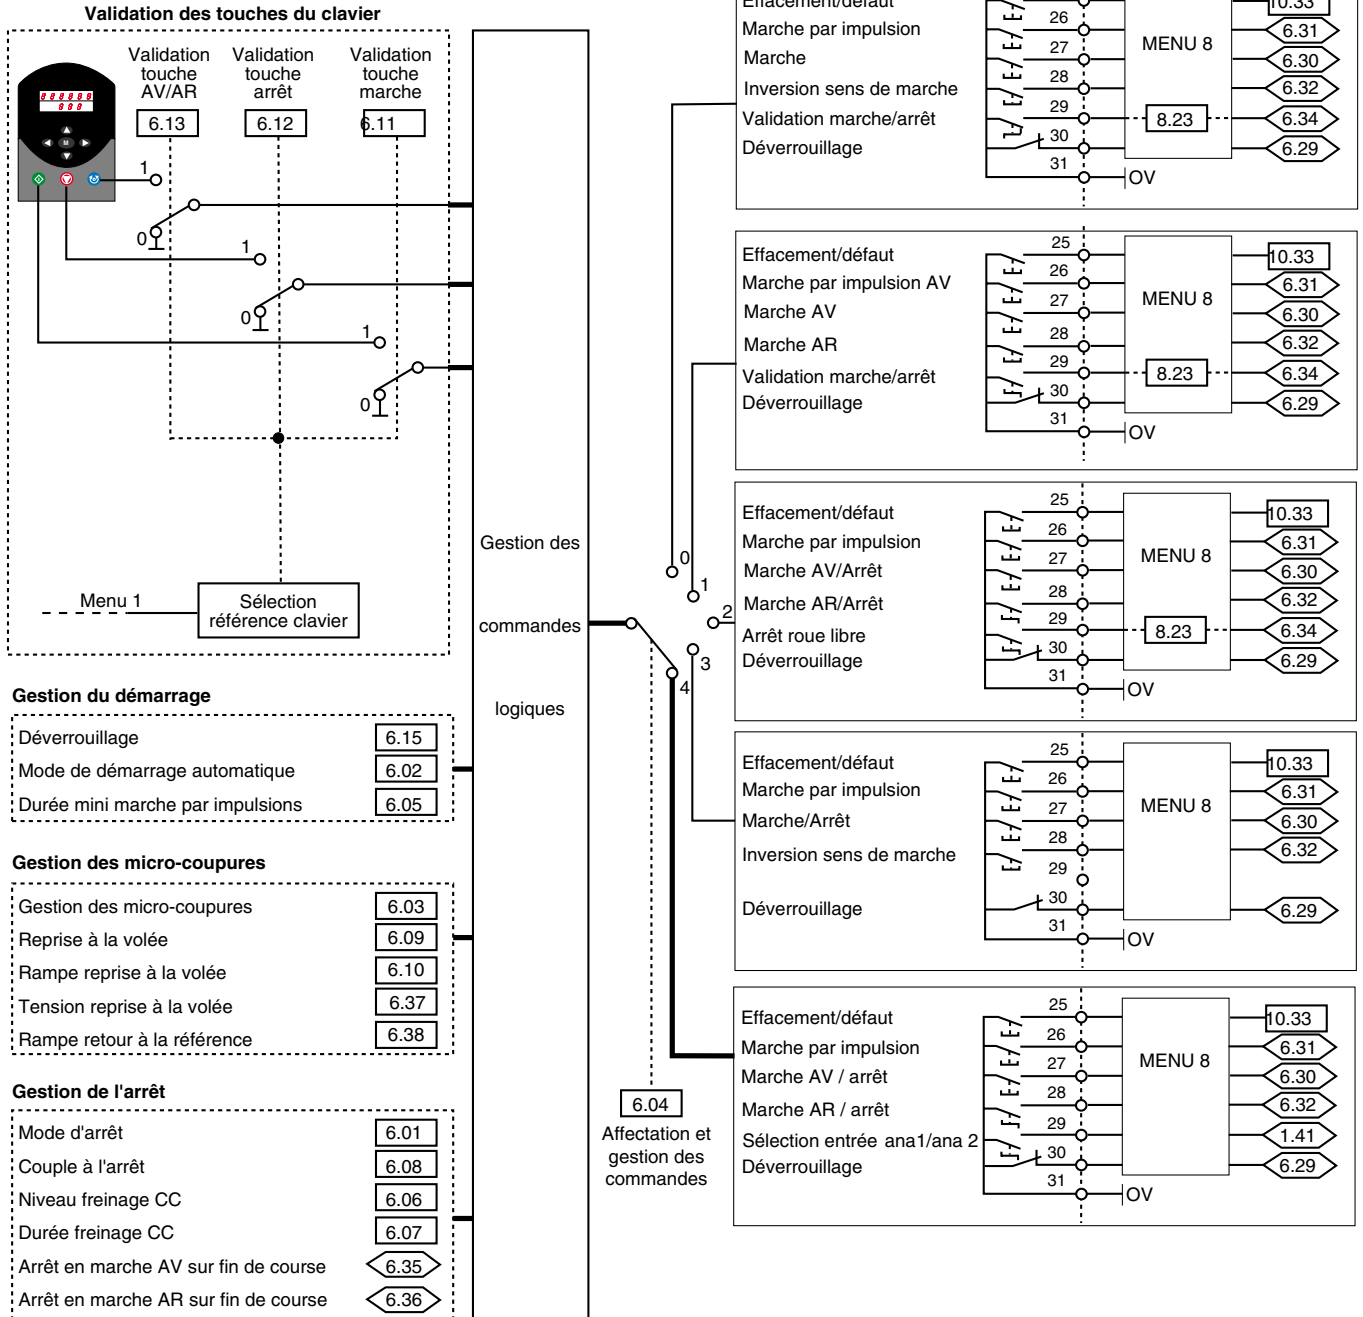 Validation des touches du clavier
Validation touche AV/AR
Validation touche arrêt
Validation touche marche
6.13
6.12
6.11
M
1
0
1
0
1
0
Menu 1
Sélection référence clavier
Gestion du démarrage
Déverrouillage 6.15
Mode de démarrage automatique 6.02
Durée mini marche par impulsions 6.05
Gestion des micro-coupures
Gestion des micro-coupures 6.03
Reprise à la volée 6.09
Rampe reprise à la volée 6.10
Tension reprise à la volée 6.37
Rampe retour à la référence 6.38
Gestion de l'arrêt
Mode d'arrêt 6.01
Couple à l'arrêt 6.08
Niveau freinage CC 6.06
Durée freinage CC 6.07
Arrêt en marche AV sur fin de course 6.35
Arrêt en marche AR sur fin de course 6.36
Gestion des
commandes
logiques
0
1
2
3
4
6.04
Affectation et
gestion des
commandes
Effacement/défaut 10.33
Marche par impulsion 26 6.31
Marche 27 MENU 8 6.30
Inversion sens de marche 28 6.32
Validation marche/arrêt 29 8.23 6.34
Déverrouillage 30 6.29
31 OV
Effacement/défaut 25 10.33
Marche par impulsion AV 26 6.31
Marche AV 27 MENU 8 6.30
Marche AR 28 6.32
Validation marche/arrêt 29 8.23 6.34
Déverrouillage 30 6.29
31 OV
Effacement/défaut 25 10.33
Marche par impulsion 26 6.31
Marche AV/Arrêt 27 MENU 8 6.30
Marche AR/Arrêt 28 6.32
Arrêt roue libre 29 8.23 6.34
Déverrouillage 30 6.29
31 OV
Effacement/défaut 25 10.33
Marche par impulsion 26 6.31
Marche/Arrêt 27 MENU 8 6.30
Inversion sens de marche 28 6.32
29
Déverrouillage 30 6.29
31 OV
Effacement/défaut 25 10.33
Marche par impulsion 26 6.31
Marche AV / arrêt 27 MENU 8 6.30
Marche AR / arrêt 28 6.32
Sélection entrée ana1/ana 2 29 1.41
Déverrouillage 30 6.29
31 OV